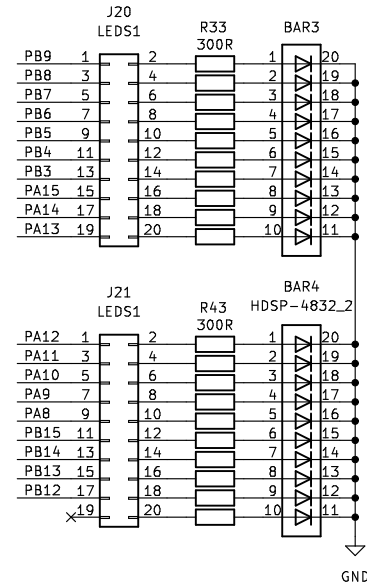 J20
LEDS1
R33
300R
BAR3
PB9 1 2 1 20
PB8 3 4 2 19
PB7 5 6 3 18
PB6 7 8 4 17
PB5 9 10 5 16
PB4 11 12 6 15
PB3 13 14 7 14
PA15 15 16 8 13
PA14 17 18 9 12
PA13 19 20 10 11
J21
LEDS1
R43
300R
BAR4
HDSP-4832_2
PA12 1 2 1 20
PA11 3 4 2 19
PA10 5 6 3 18
PA9 7 8 4 17
PA8 9 10 5 16
PB15 11 12 6 15
PB14 13 14 7 14
PB13 15 16 8 13
PB12 17 18 9 12
19 20 10 11
GND